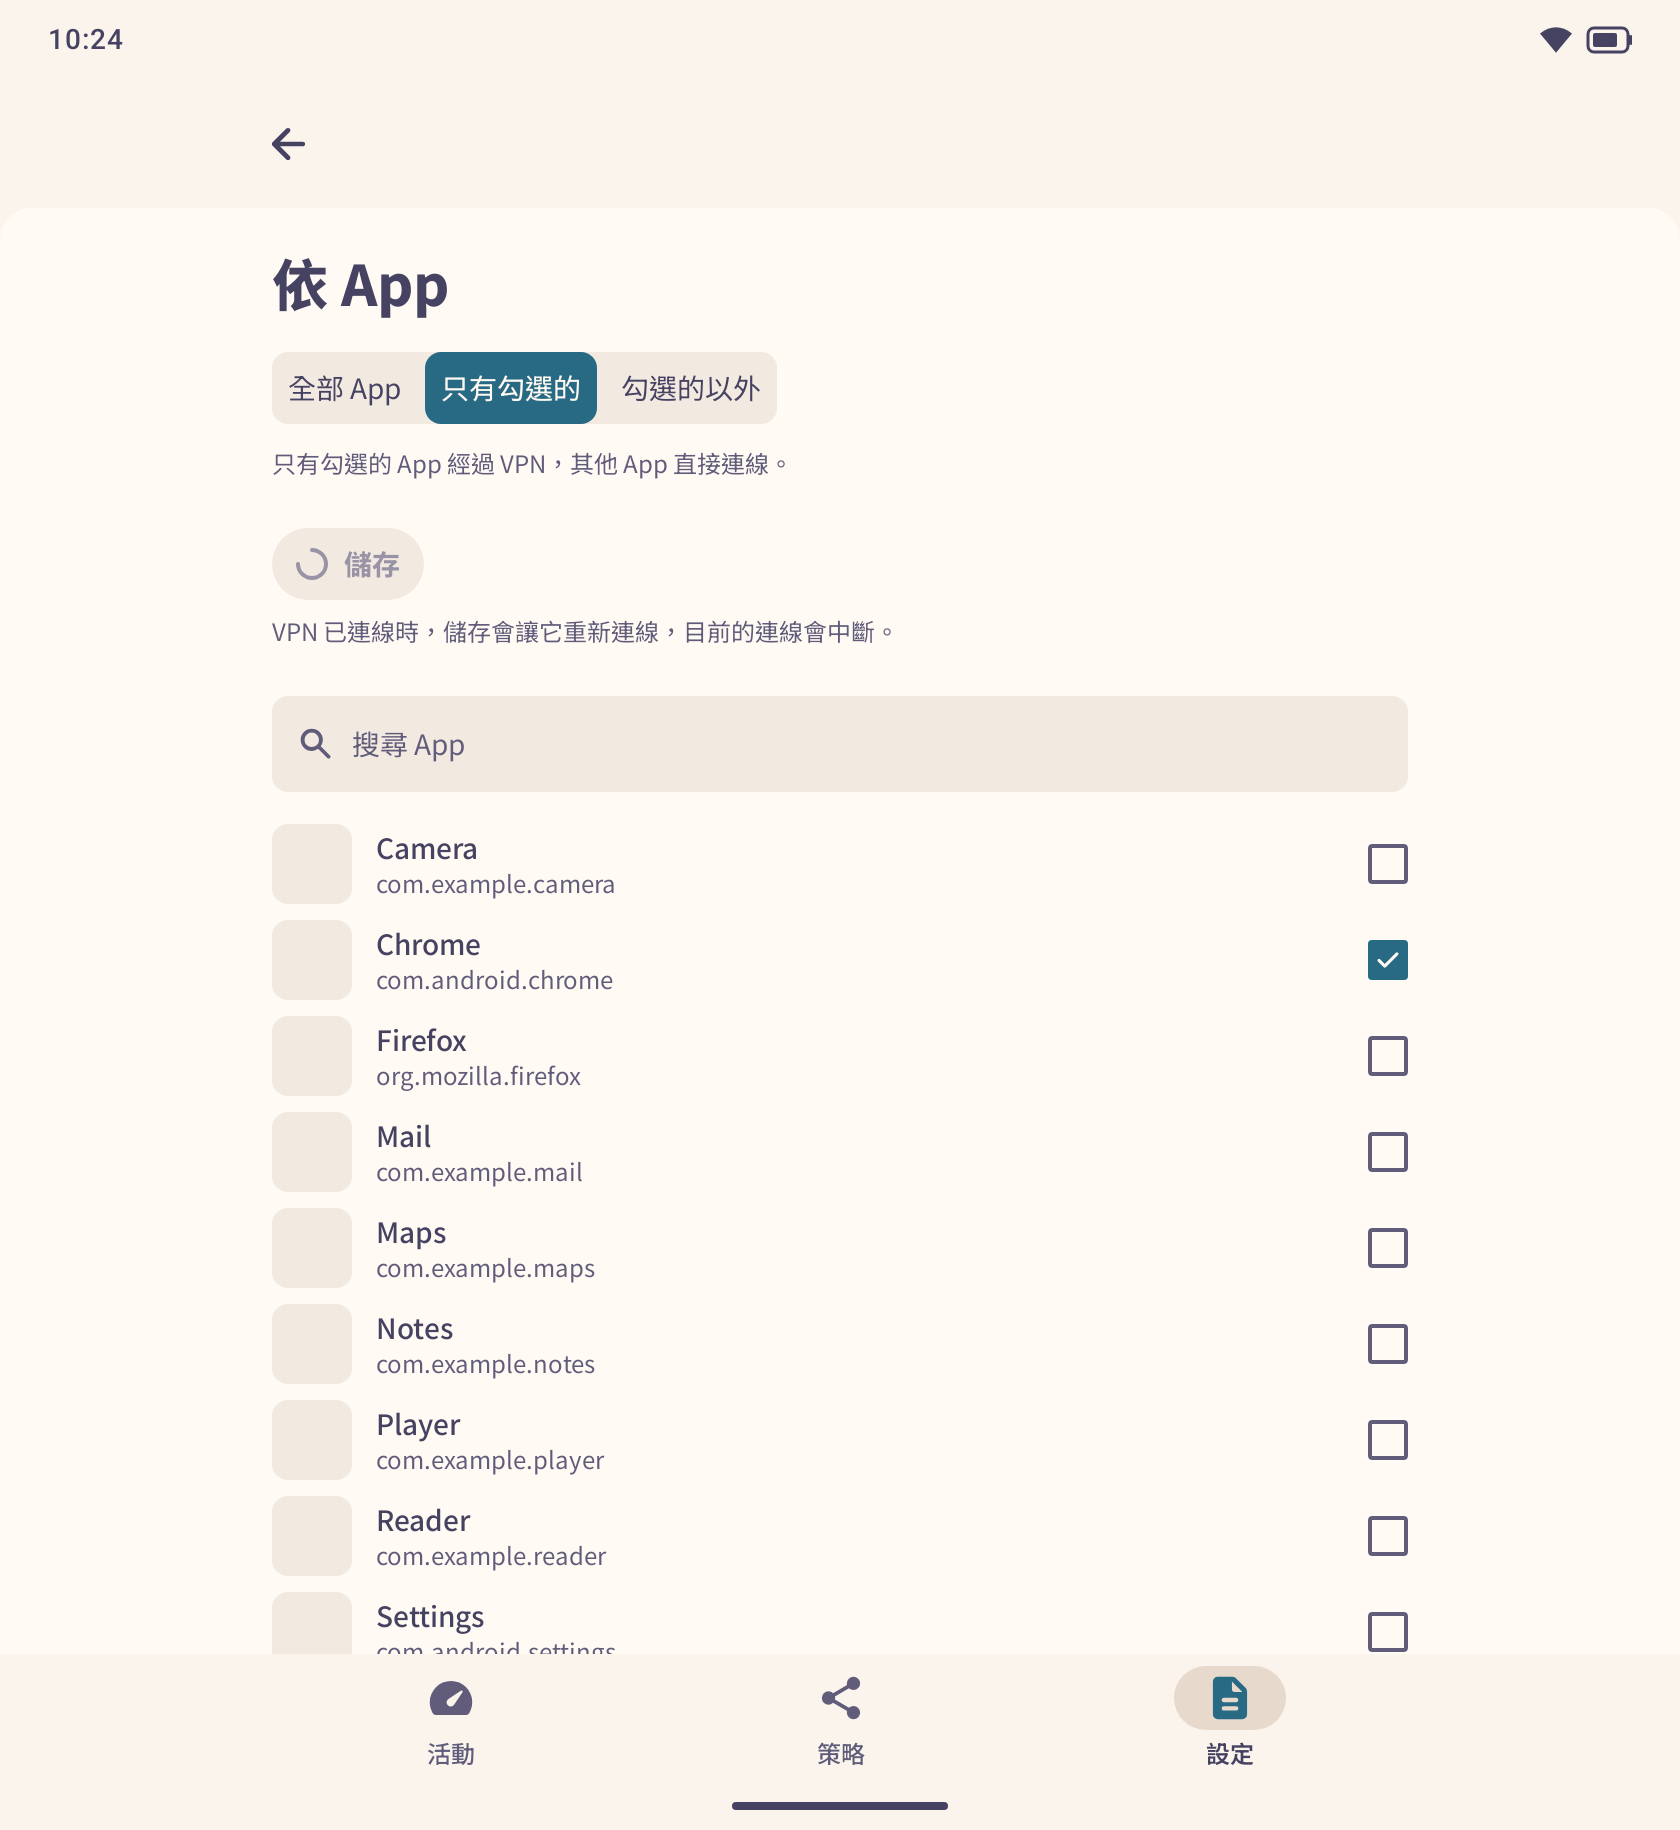 10:24
依 App
全部 App
只有勾選的
勾選的以外
只有勾選的 App 經過 VPN，其他 App 直接連線。
儲存
VPN 已連線時，儲存會讓它重新連線，目前的連線會中斷。
搜尋 App
Camera
com.example.camera
Chrome
com.android.chrome
Firefox
org.mozilla.firefox
Mail
com.example.mail
Maps
com.example.maps
Notes
com.example.notes
Player
com.example.player
Reader
com.example.reader
Settings
com.android.settings
活動
策略
設定